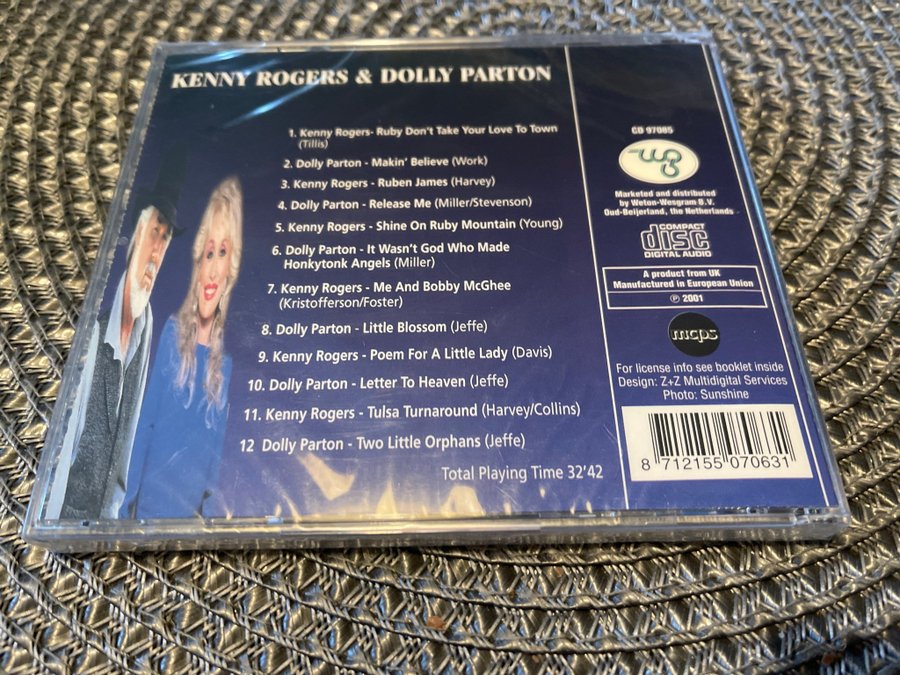 KENNY ROGERS & DOLLY PARTON
1. Kenny Rogers- Ruby Don't Take Your Love To Town
(Tillis)
2. Dolly Parton - Makin' Believe (Work)
3. Kenny Rogers - Ruben James (Harvey)
4. Dolly Parton - Release Me (Miller/Stevenson)
5. Kenny Rogers - Shine On Ruby Mountain (Young)
6. Dolly Parton - It Wasn't God Who Made
Honkytonk Angels (Miller)
7. Kenny Rogers - Me And Bobby McGhee
(Kristofferson/Foster)
8. Dolly Parton - Little Blossom (Jeffe)
9. Kenny Rogers - Poem For A Little Lady (Davis)
10. Dolly Parton - Letter To Heaven (Jeffe)
11. Kenny Rogers - Tulsa Turnaround (Harvey/Collins)
12 Dolly Parton - Two Little Orphans (Jeffe)
Total Playing Time 32'42
CD 97085
Marketed and distributed
by Weton-Wesgram B.V.
Oud-Beijerland, the Netherlands
COMPACT
disc
DIGITAL AUDIO
A product from UK
Manufactured in European Union
℗ 2001
mcps
For license info see booklet inside
Design: Z+Z Multidigital Services
Photo: Sunshine
8 712155 070631